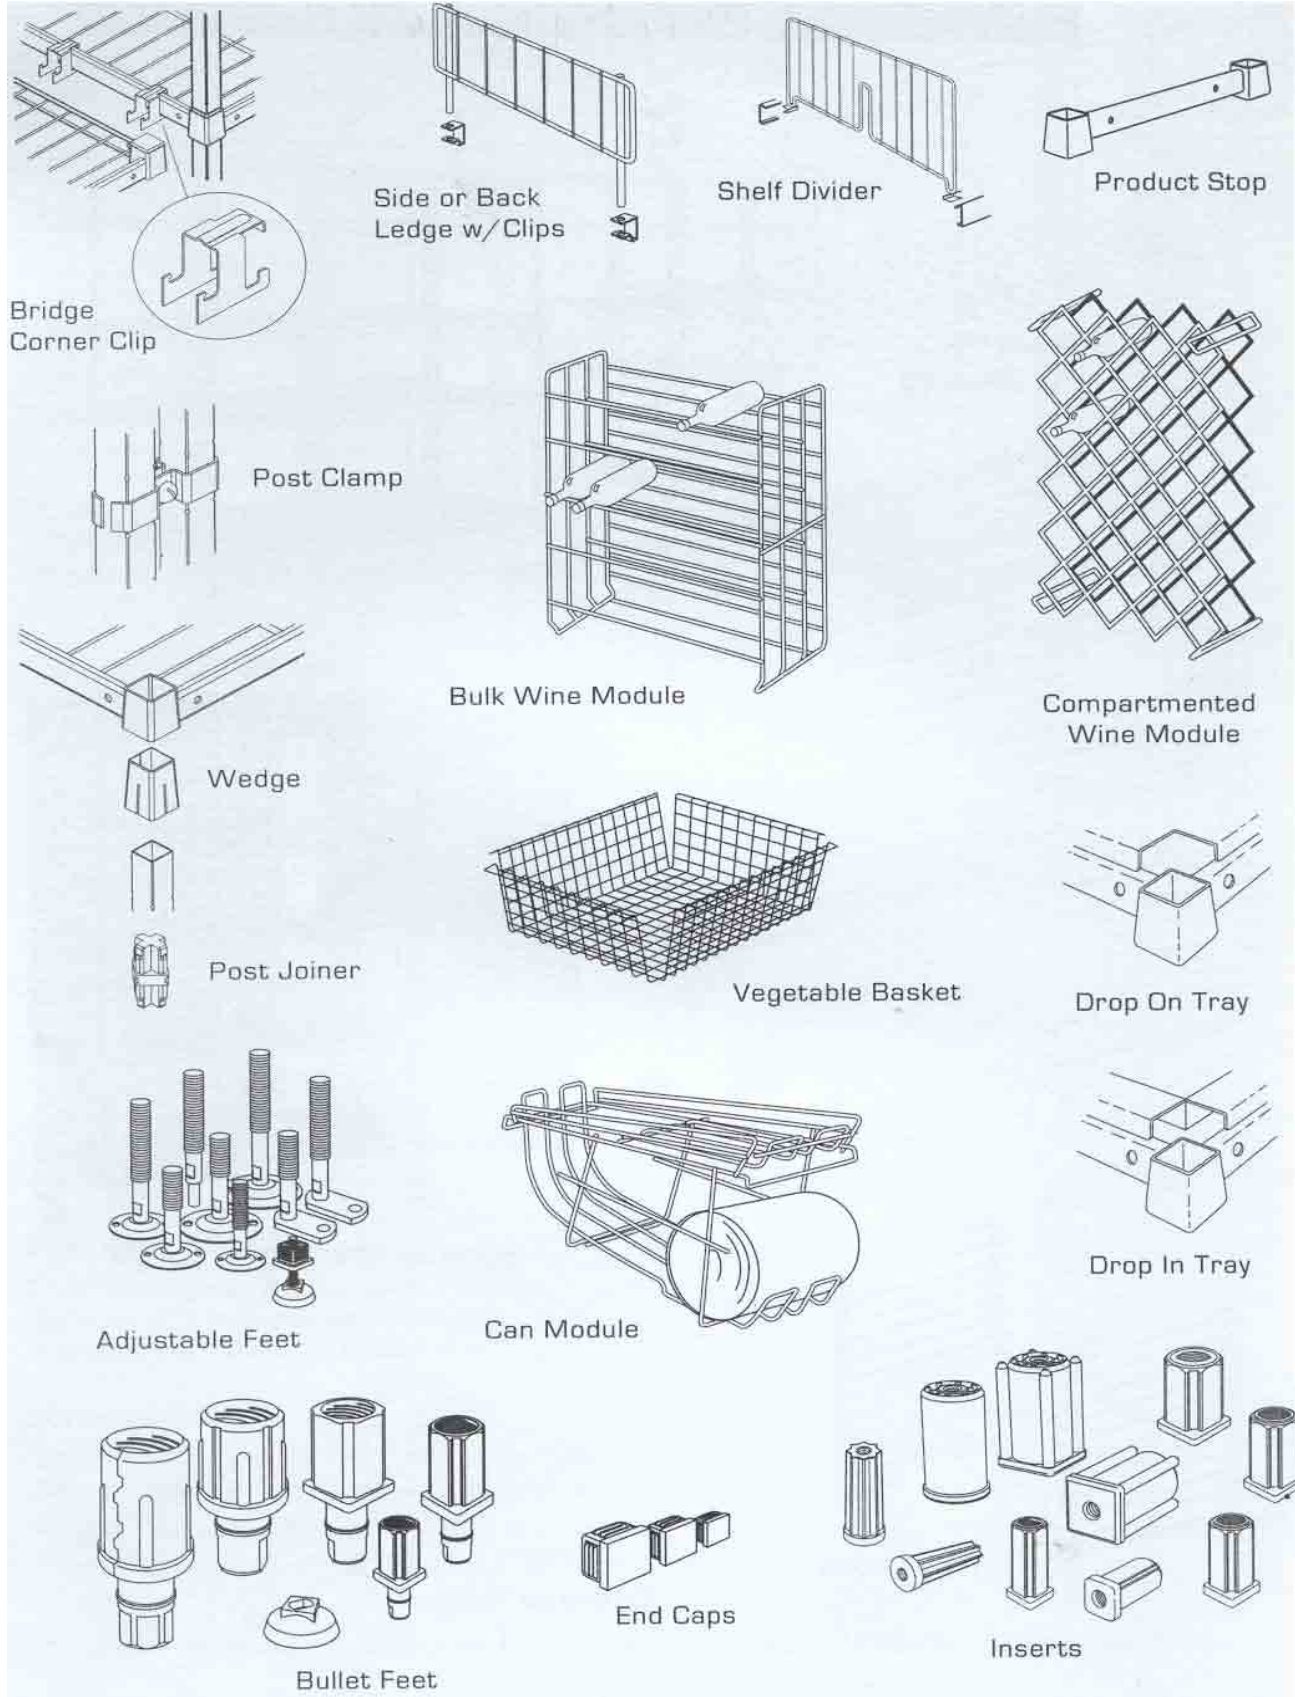 Side or Back
Ledge w/Clips
Shelf Divider
Product Stop
Bridge
Corner Clip
Post Clamp
Bulk Wine Module
Compartmented
Wine Module
Wedge
Vegetable Basket
Post Joiner
Drop On Tray
Adjustable Feet
Can Module
Drop In Tray
Bullet Feet
End Caps
Inserts